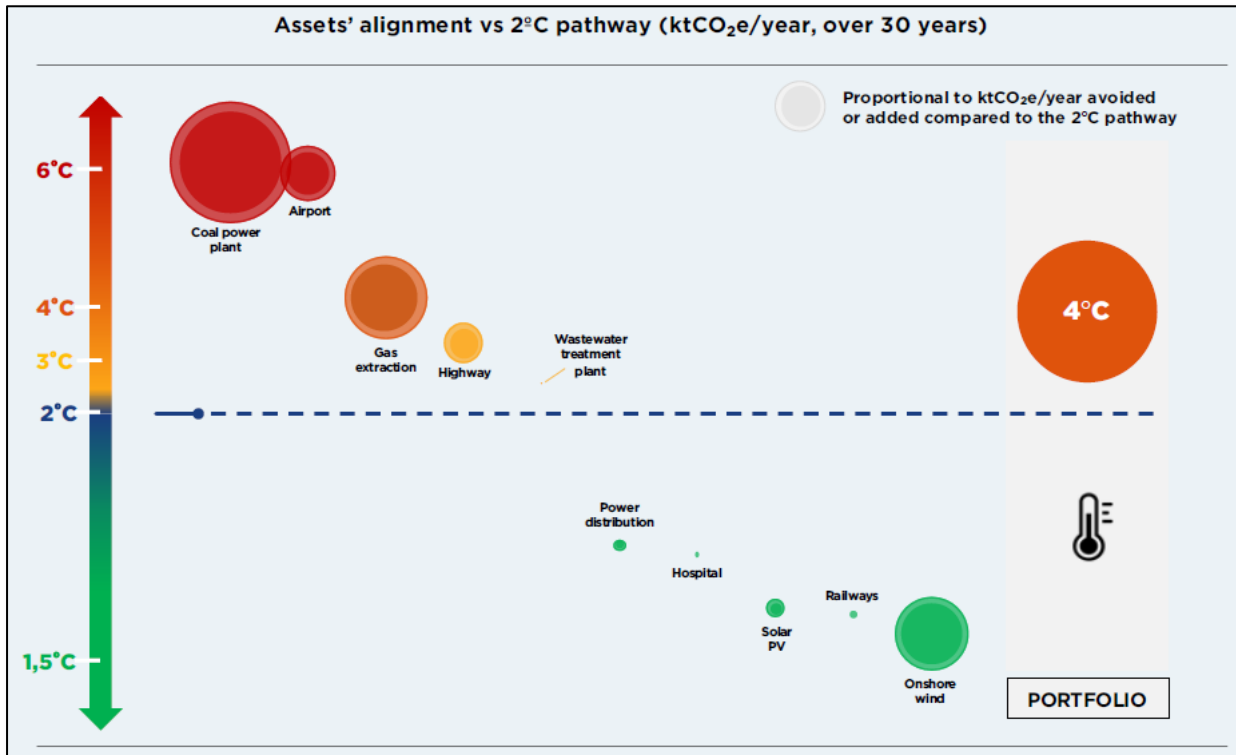 Assets' alignment vs 2ºC pathway (ktCO₂e/year, over 30 years)
Proportional to ktCO₂e/year avoided
or added compared to the 2°C pathway
6°C
Airport
Coal power
plant
4°C
4°C
Gas
extraction
Highway
Wastewater
treatment
plant
3°C
2°C
Power
distribution
Hospital
Railways
Solar
PV
1,5°C
Onshore
wind
PORTFOLIO